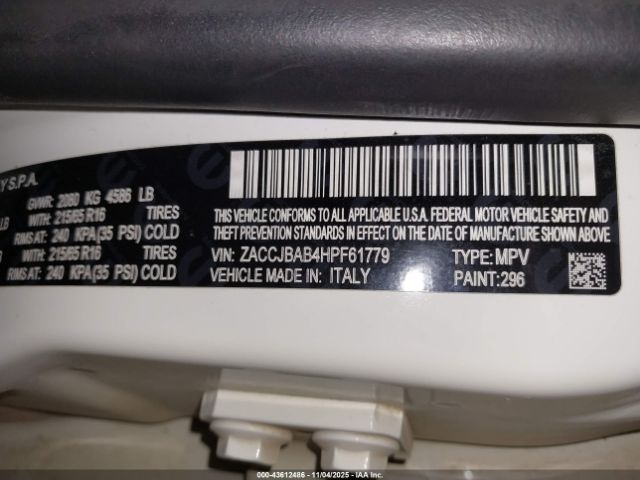 Y S.P.A.
GVWR: 2080 KG 4586 LB
LB WITH: 215/65 R16 TIRES
RIMS AT: 240 KPA(35 PSI) COLD
B WITH: 215/65 R16 TIRES
RIMS AT: 240 KPA(35 PSI) COLD
THIS VEHICLE CONFORMS TO ALL APPLICABLE U.S.A. FEDERAL MOTOR VEHICLE SAFETY AND
THEFT PREVENTION STANDARDS IN EFFECT ON THE DATE OF MANUFACTURE SHOWN ABOVE.
VIN: ZACCJBAB4HPF61779 TYPE: MPV
VEHICLE MADE IN: ITALY PAINT: 296
000-43612486 - 11/04/2025 - IAA Inc.